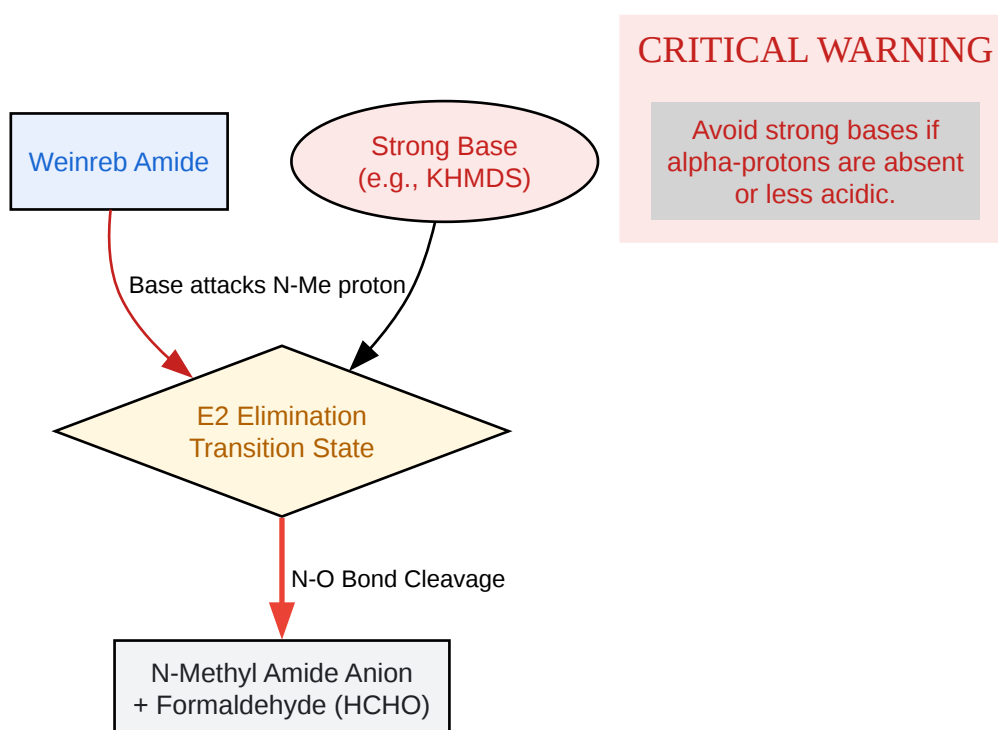 CRITICAL WARNING
Avoid strong bases if
alpha-protons are absent
or less acidic.
Weinreb Amide
Strong Base
(e.g., KHMDS)
Base attacks N-Me proton
E2 Elimination
Transition State
N-O Bond Cleavage
N-Methyl Amide Anion
+ Formaldehyde (HCHO)